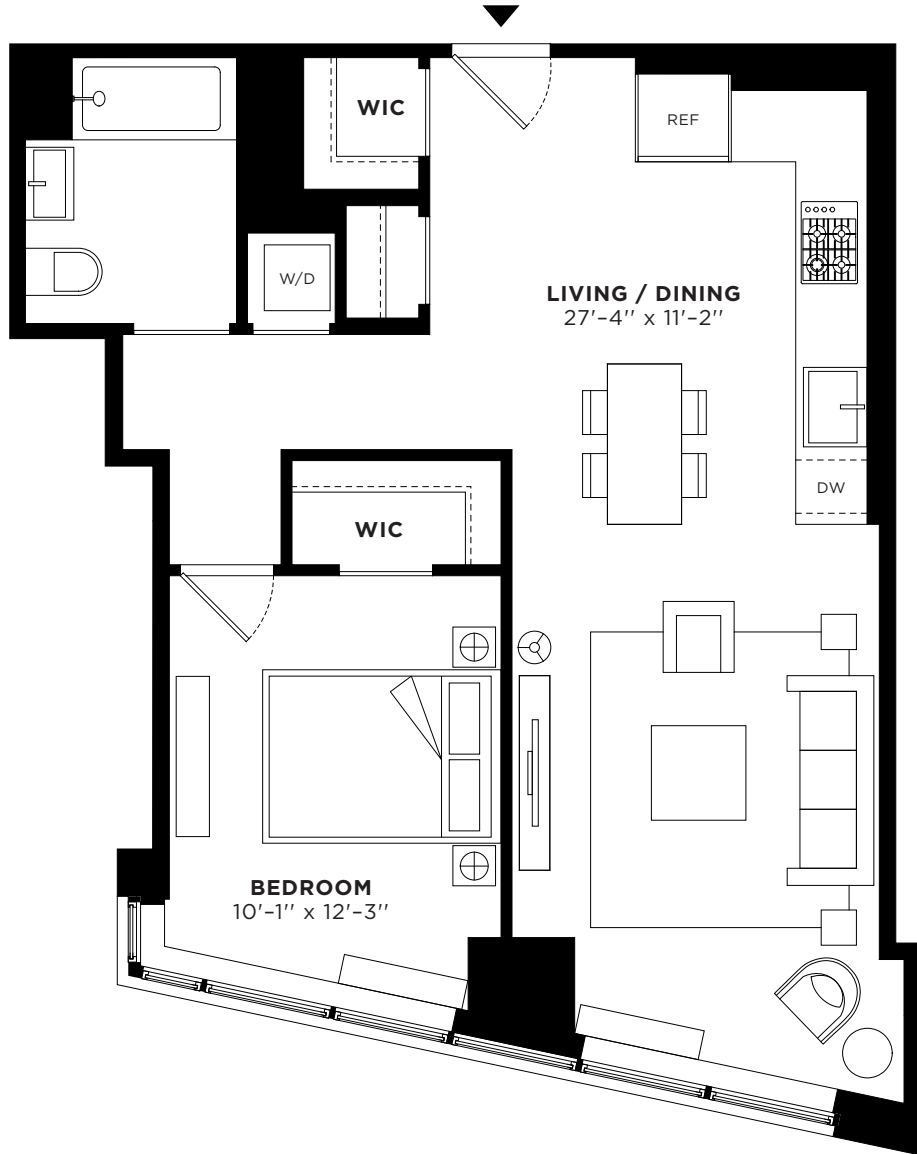 WIC
REF
W/D
LIVING / DINING
27'-4'' x 11'-2''
DW
WIC
BEDROOM
10'-1'' x 12'-3''